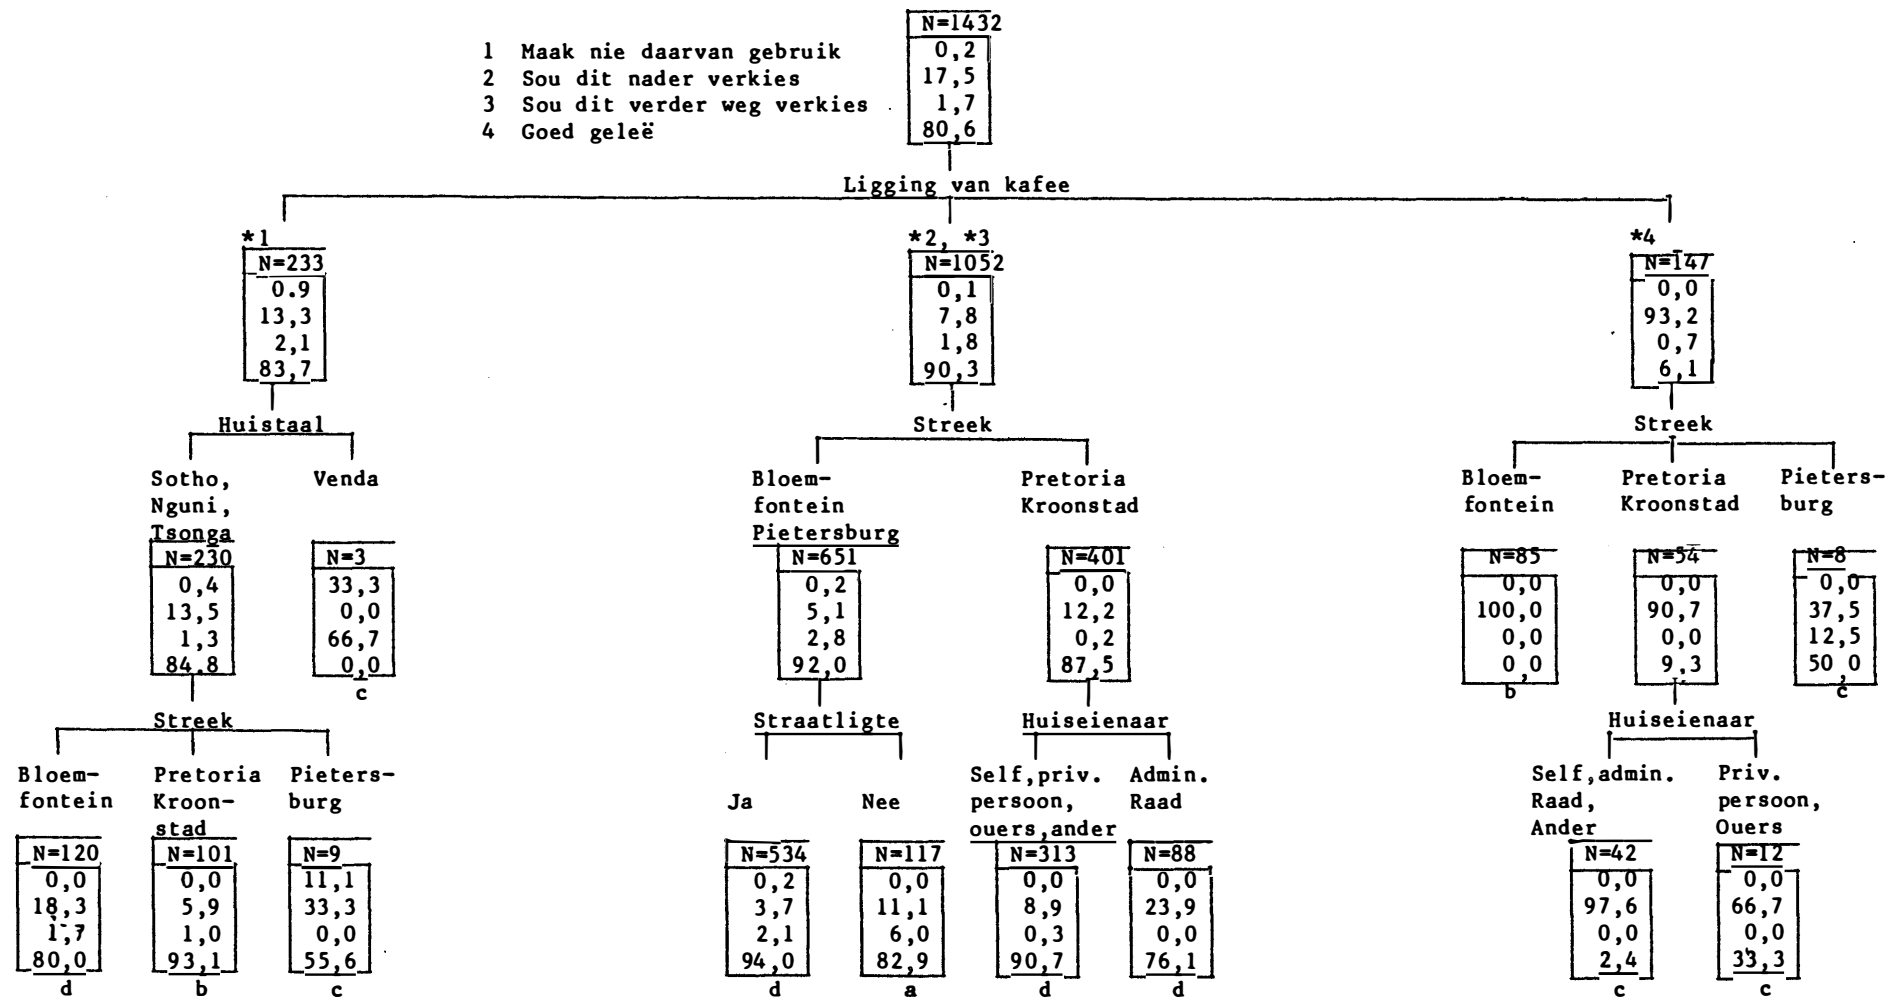 N=1432
0,2
17,5
1,7
80,6
1 Maak nie daarvan gebruik
2 Sou dit nader verkies
3 Sou dit verder weg verkies
4 Goed geleë
Ligging van kafee
*1
N=233
0.9
13,3
2,1
83,7
*2, *3
N=1052
0,1
7,8
1,8
90,3
*4
N=147
0,0
93,2
0,7
6,1
Huistaal
Streek
Streek
Sotho,
Nguni,
Tsonga
N=230
0,4
13,5
1,3
84,8
Venda
N=3
33,3
0,0
66,7
0,0
c
Bloem-
fontein
Pietersburg
N=651
0,2
5,1
2,8
92,0
Pretoria
Kroonstad
N=401
0,0
12,2
0,2
87,5
Bloem-
fontein
N=85
0,0
100,0
0,0
0,0
b
Pretoria
Kroonstad
N=54
0,0
90,7
0,0
9,3
Pieters-
burg
N=8
0,0
37,5
12,5
50,0
c
Streek
Straatligte
Huiseienaar
Huiseienaar
Bloem-
fontein
N=120
0,0
18,3
1,7
80,0
d
Pretoria
Kroon-
stad
N=101
0,0
5,9
1,0
93,1
b
Pieters-
burg
N=9
11,1
33,3
0,0
55,6
c
Ja
N=534
0,2
3,7
2,1
94,0
d
Nee
N=117
0,0
11,1
6,0
82,9
a
Self,priv.
persoon,
ouers,ander
N=313
0,0
8,9
0,3
90,7
d
Admin.
Raad
N=88
0,0
23,9
0,0
76,1
d
Self,admin.
Raad,
Ander
N=42
0,0
97,6
0,0
2,4
c
Priv.
persoon,
Ouers
N=12
0,0
66,7
0,0
33,3
c